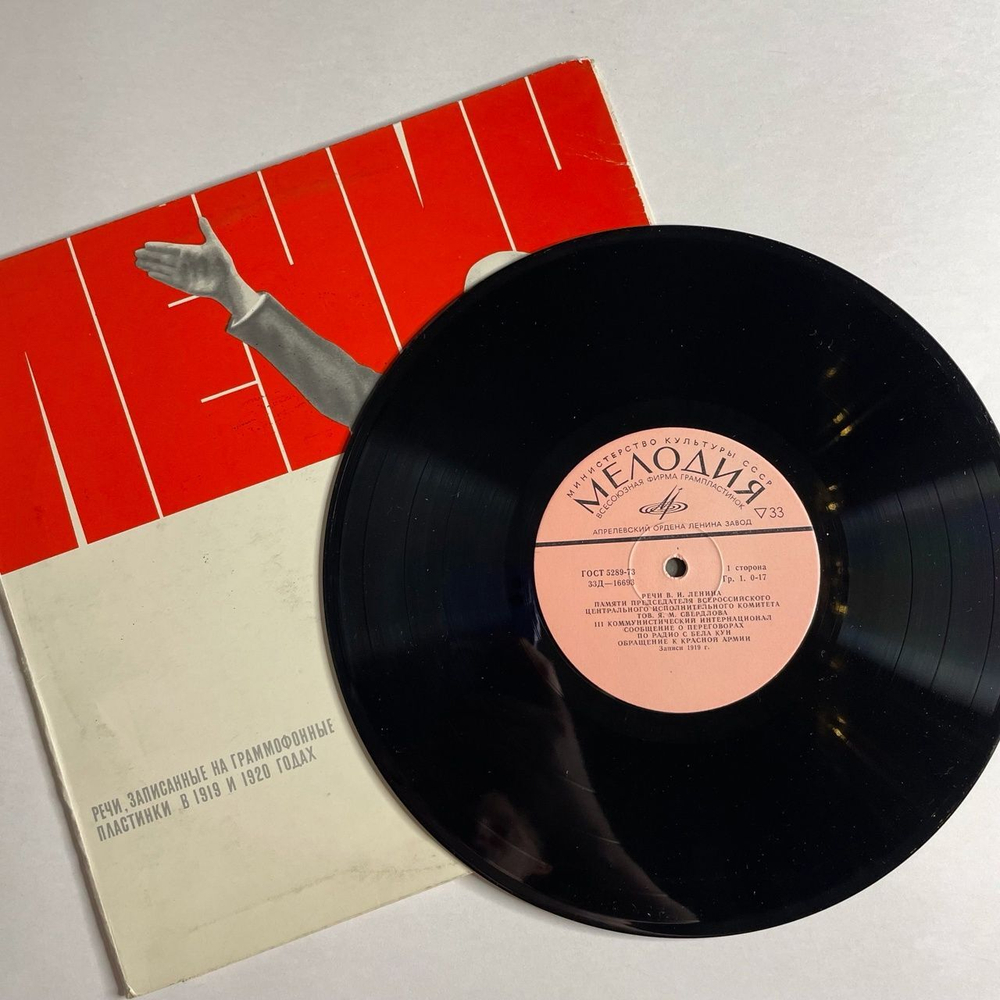 ЛЕНИН
РЕЧИ, ЗАПИСАННЫЕ НА ГРАММОФОННЫЕ
ПЛАСТИНКИ В 1919 И 1920 ГОДАХ
МИНИСТЕРСТВО КУЛЬТУРЫ СССР
МЕЛОДИЯ
ВСЕСОЮЗНАЯ ФИРМА ГРАМПЛАСТИНОК
33
АПРЕЛЕВСКИЙ ОРДЕНА ЛЕНИНА ЗАВОД
ГОСТ 5289-73
1 сторона
33Д—16693
Гр. 1. 0-17
РЕЧИ В. И. ЛЕНИНА
ПАМЯТИ ПРЕДСЕДАТЕЛЯ ВСЕРОССИЙСКОГО
ЦЕНТРАЛЬНОГО ИСПОЛНИТЕЛЬНОГО КОМИТЕТА
ТОВ. Я. М. СВЕРДЛОВА
III КОММУНИСТИЧЕСКИЙ ИНТЕРНАЦИОНАЛ
СООБЩЕНИЕ О ПЕРЕГОВОРАХ
ПО РАДИО С БЕЛА КУН
ОБРАЩЕНИЕ К КРАСНОЙ АРМИИ
Записи 1919 г.